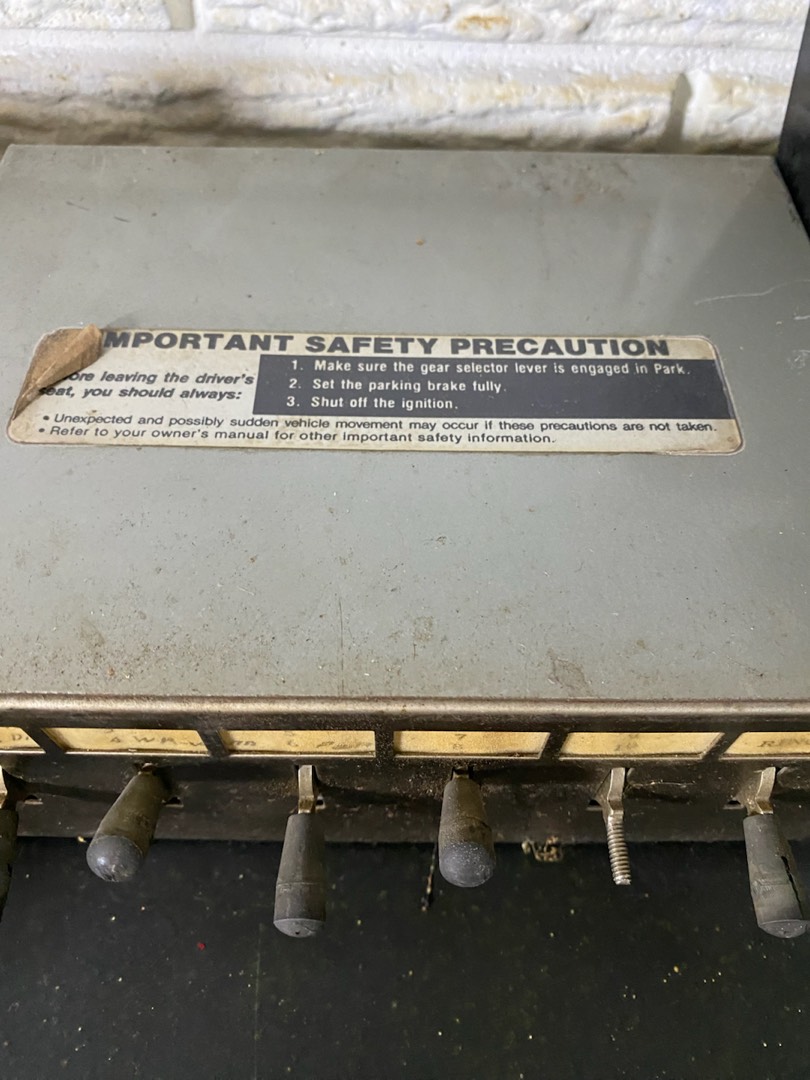 MPORTANT SAFETY PRECAUTION
ore leaving the driver's
eat, you should always:
1. Make sure the gear selector lever is engaged in Park.
2. Set the parking brake fully.
3. Shut off the ignition.
• Unexpected and possibly sudden vehicle movement may occur if these precautions are not taken.
• Refer to your owner's manual for other important safety information.
7
8